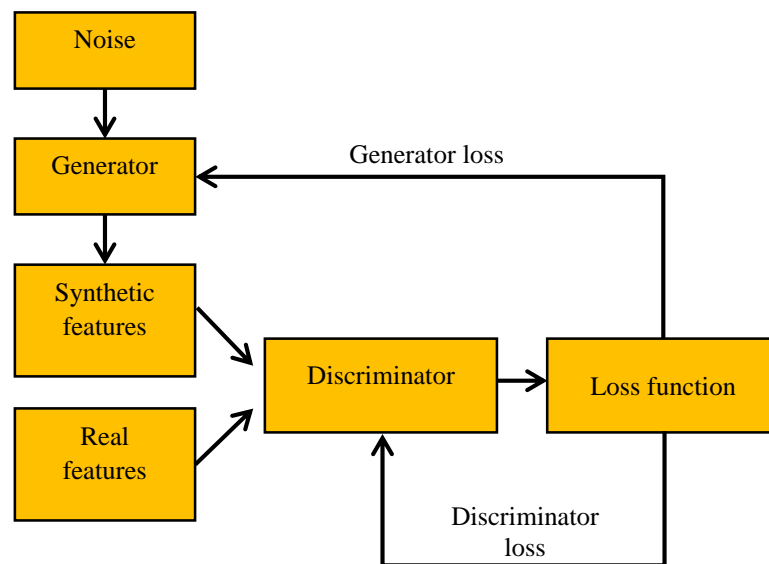 Noise
Generator
Generator loss
Synthetic
features
Discriminator
Loss function
Real
features
Discriminator
loss